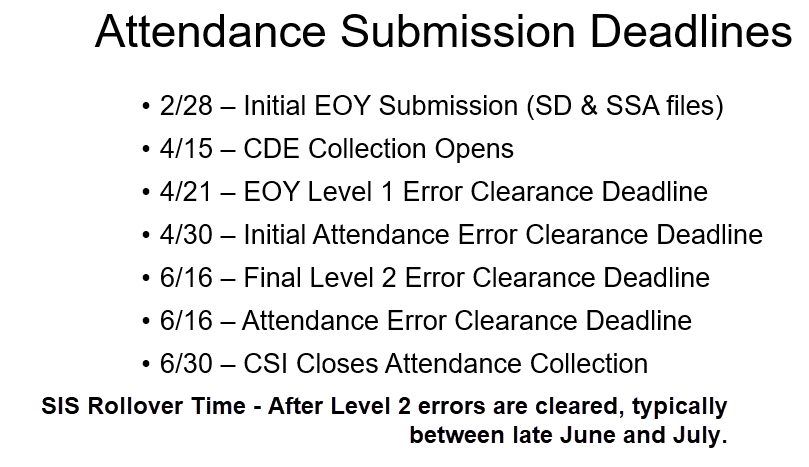 Attendance Submission Deadlines
• 2/28 – Initial EOY Submission (SD & SSA files)
• 4/15 – CDE Collection Opens
• 4/21 – EOY Level 1 Error Clearance Deadline
• 4/30 – Initial Attendance Error Clearance Deadline
• 6/16 – Final Level 2 Error Clearance Deadline
• 6/16 – Attendance Error Clearance Deadline
• 6/30 – CSI Closes Attendance Collection
SIS Rollover Time - After Level 2 errors are cleared, typically
between late June and July.